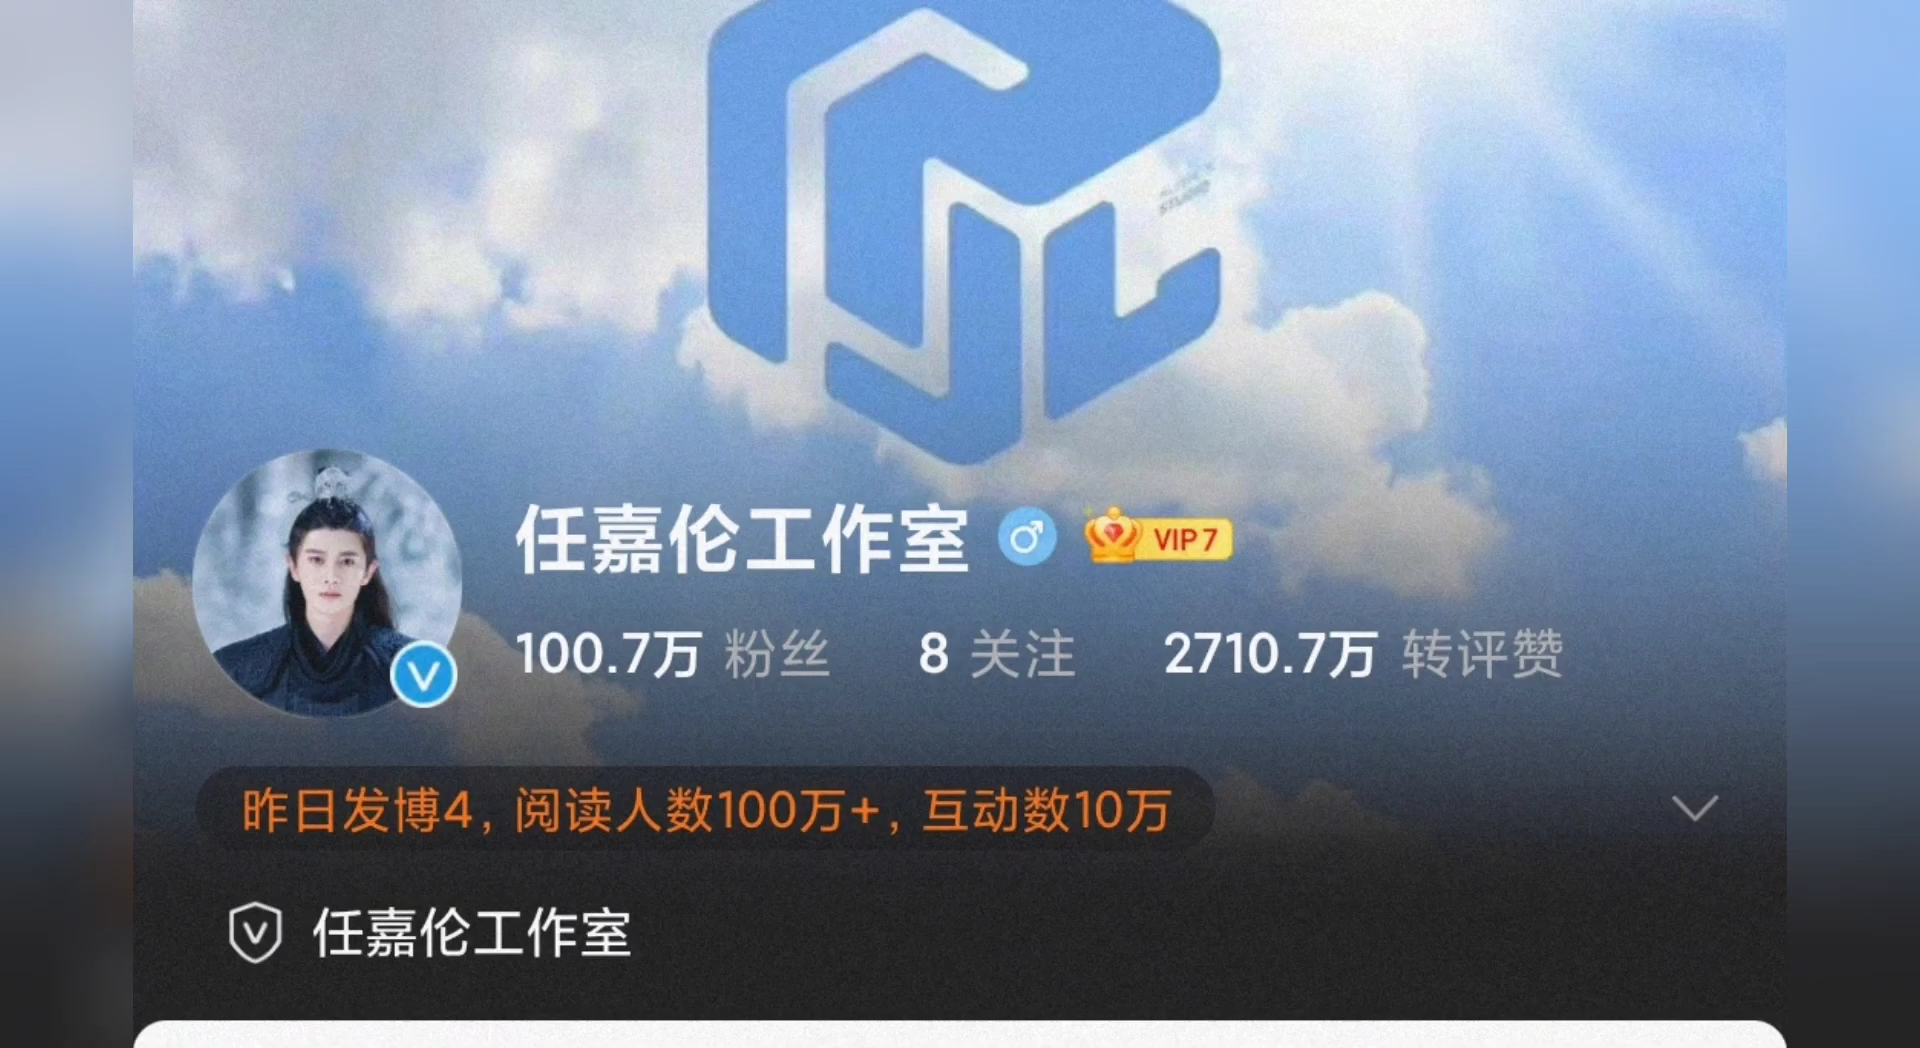 任嘉伦工作室 VIP 7
100.7万 粉丝 8 关注 2710.7万 转评赞
昨日发博4, 阅读人数100万+, 互动数10万
任嘉伦工作室